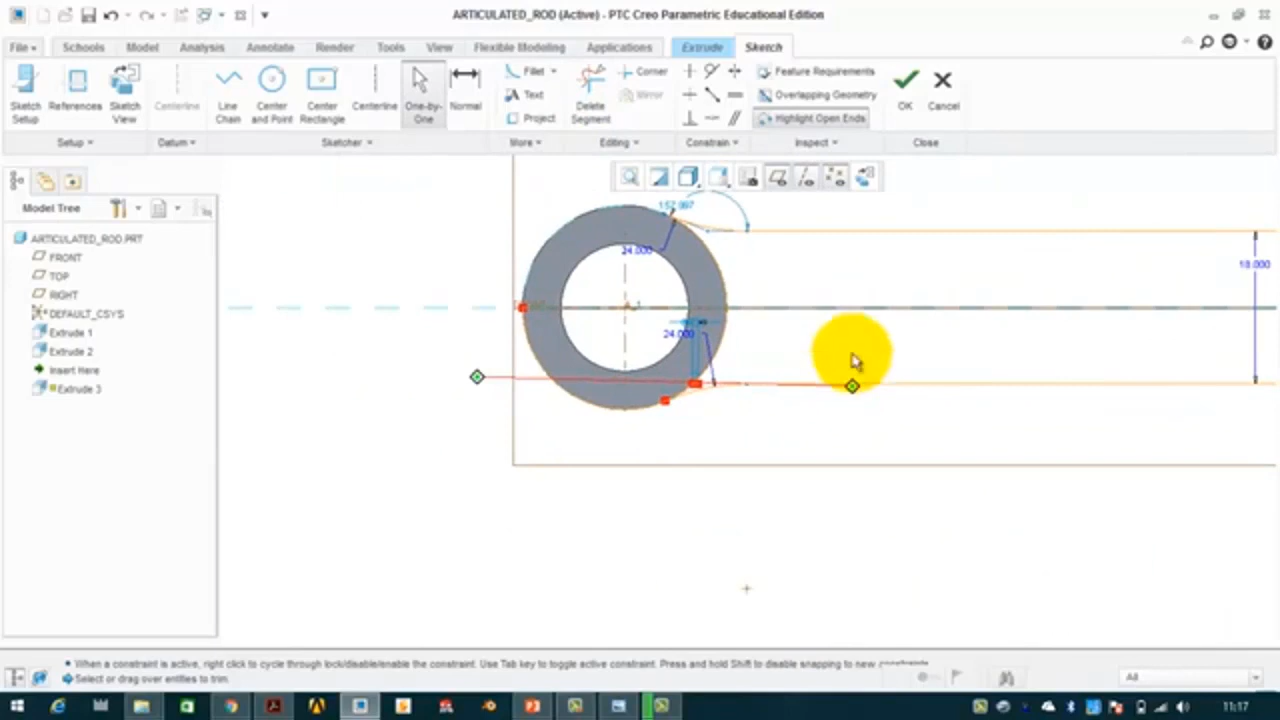 ARTICULATED_ROD (Active) - PTC Creo Parametric Educational Edition
File Schools Model Analysis Annotate Render Tools View Flexible Modeling Applications Extrude Sketch
Sketch Setup
References
Sketch View
Centerline
Line Chain
Center and Point
Center Rectangle
Centerline
One-by-One
Normal
Fillet
Text
Project
Delete Segment
Corner
Mirror
Feature Requirements
Overlapping Geometry
Highlight Open Ends
OK
Cancel
Setup Datum Sketcher More Editing Constrain Inspect Close
Model Tree
ARTICULATED_ROD.PRT
FRONT
TOP
RIGHT
DEFAULT_CSYS
Extrude 1
Extrude 2
Insert Here
Extrude 3
24.000
18.000
24.000
When a constraint is active, right click to cycle through lock/disable/enable the constraint. Use Tab key to toggle active constraint. Press and hold Shift to disable snapping to new constraints.
Select or drag over entities to trim.
All
11:17